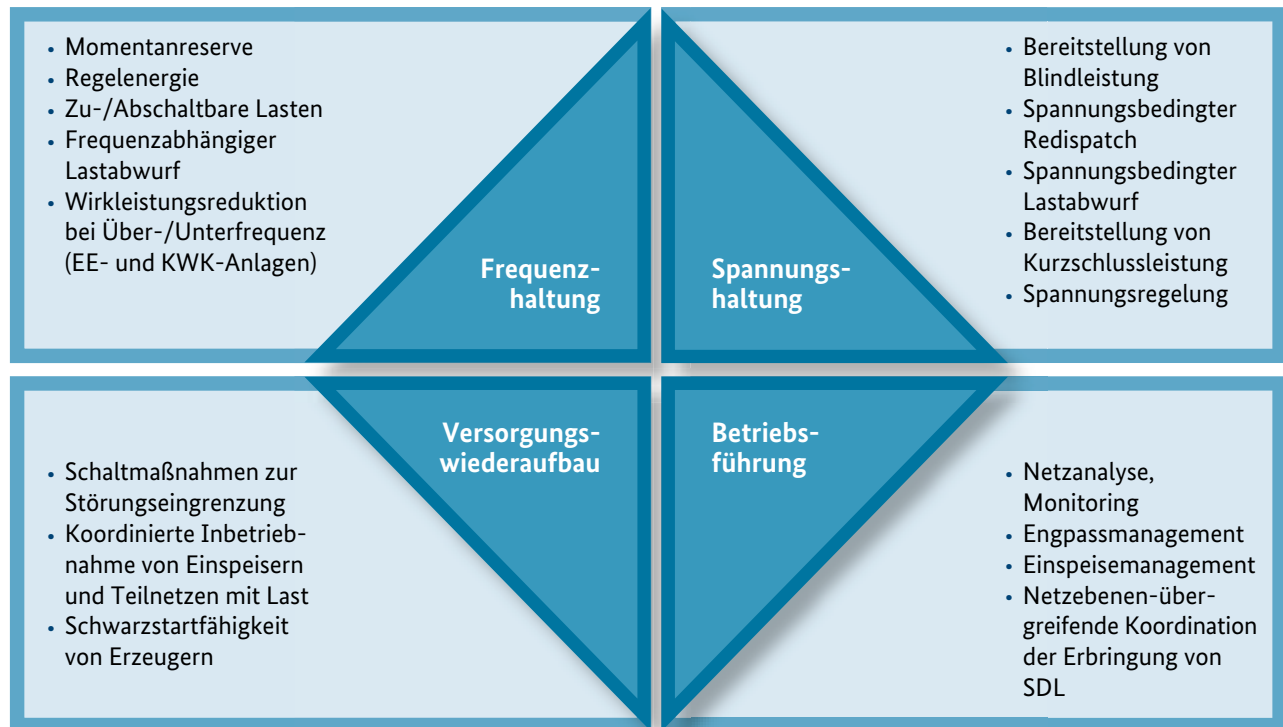 • Momentanreserve
• Regelenergie
• Zu-/Abschaltbare Lasten
• Frequenzabhängiger
Lastabwurf
• Wirkleistungsreduktion
bei Über-/Unterfrequenz
(EE- und KWK-Anlagen)
Frequenz-
haltung
Spannungs-
haltung
• Bereitstellung von
Blindleistung
• Spannungsbedingter
Redispatch
• Spannungsbedingter
Lastabwurf
• Bereitstellung von
Kurzschlussleistung
• Spannungsregelung
• Schaltmaßnahmen zur
Störungseingrenzung
• Koordinierte Inbetrieb-
nahme von Einspeisern
und Teilnetzen mit Last
• Schwarzstartfähigkeit
von Erzeugern
Versorgungs-
wiederaufbau
Betriebs-
führung
• Netzanalyse,
Monitoring
• Engpassmanagement
• Einspeisemanagement
• Netzebenen-über-
greifende Koordination
der Erbringung von
SDL